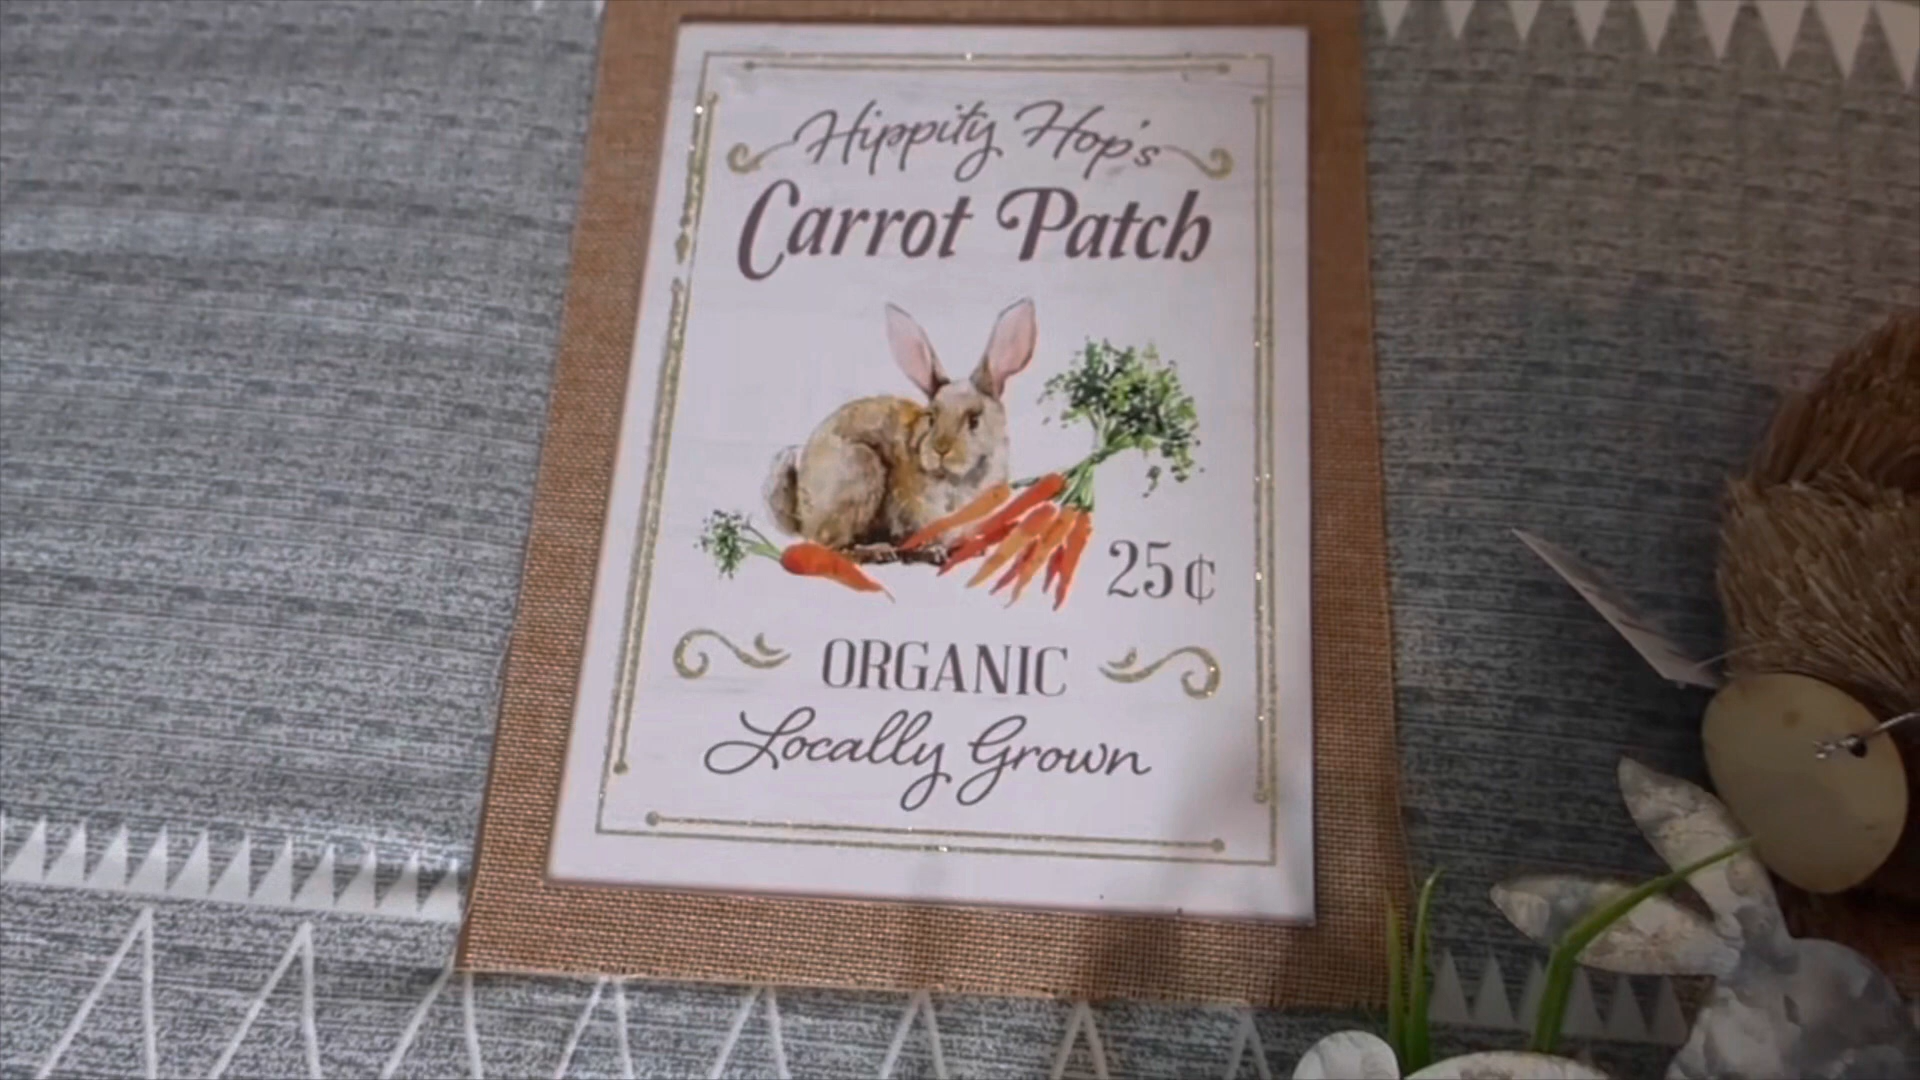 Hippity Hop's
Carrot Patch
25¢
ORGANIC
Locally Grown